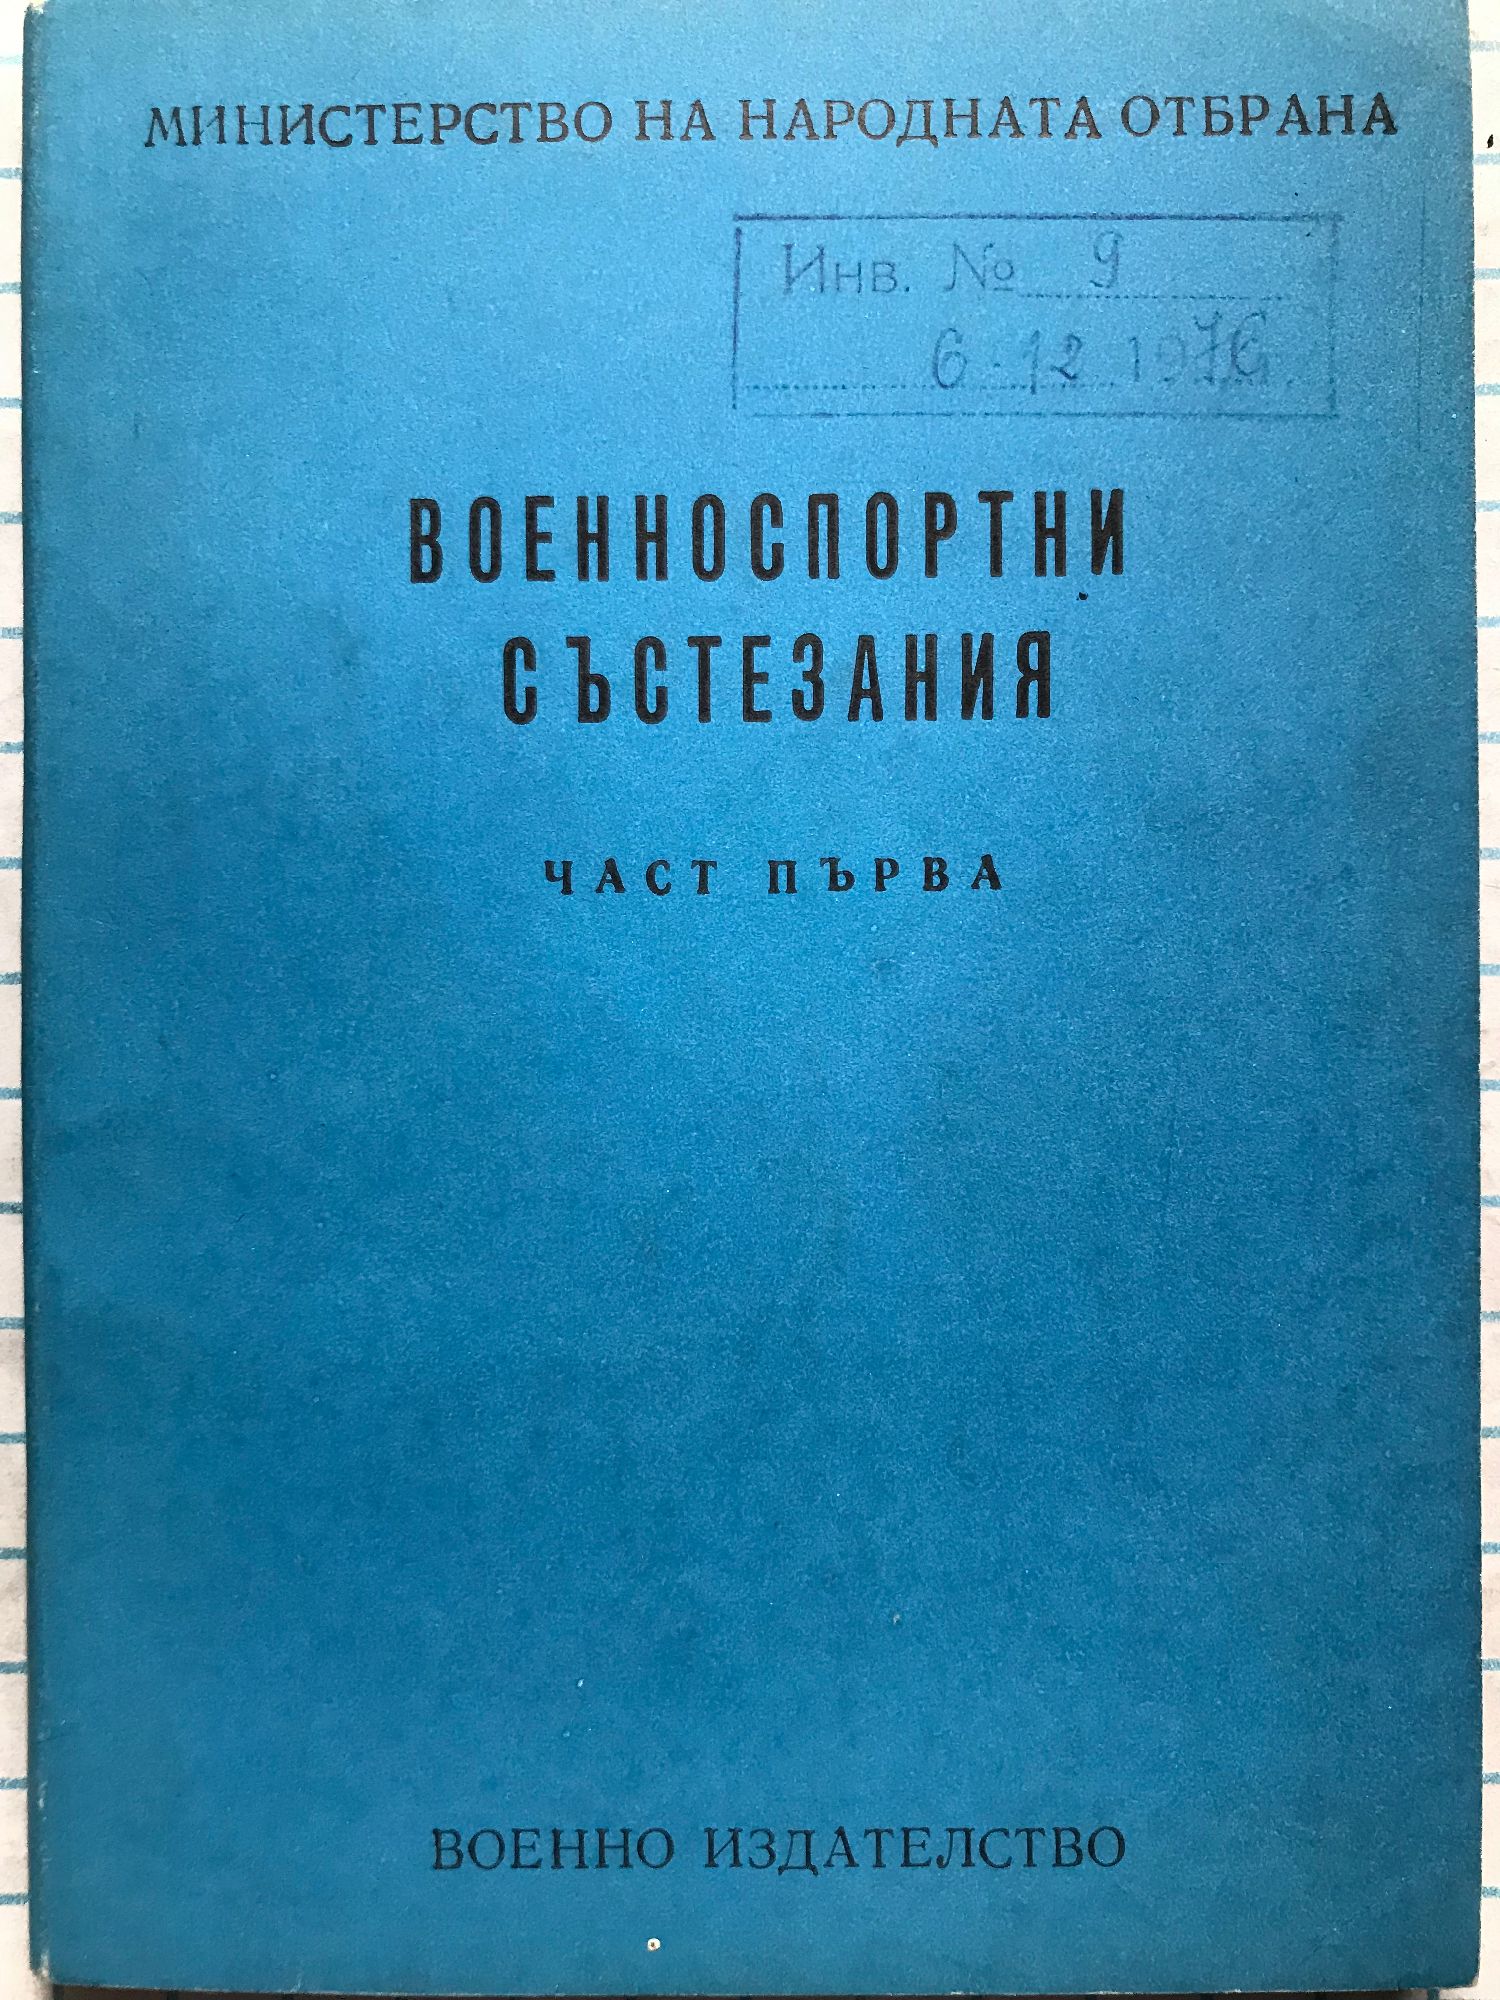 МИНИСТЕРСТВО НА НАРОДНАТА ОТБРАНА
Инв. № 9
6.12.1976
ВОЕННОСПОРТНИ
СЪСТЕЗАНИЯ
ЧАСТ ПЪРВА
ВОЕННО ИЗДАТЕЛСТВО